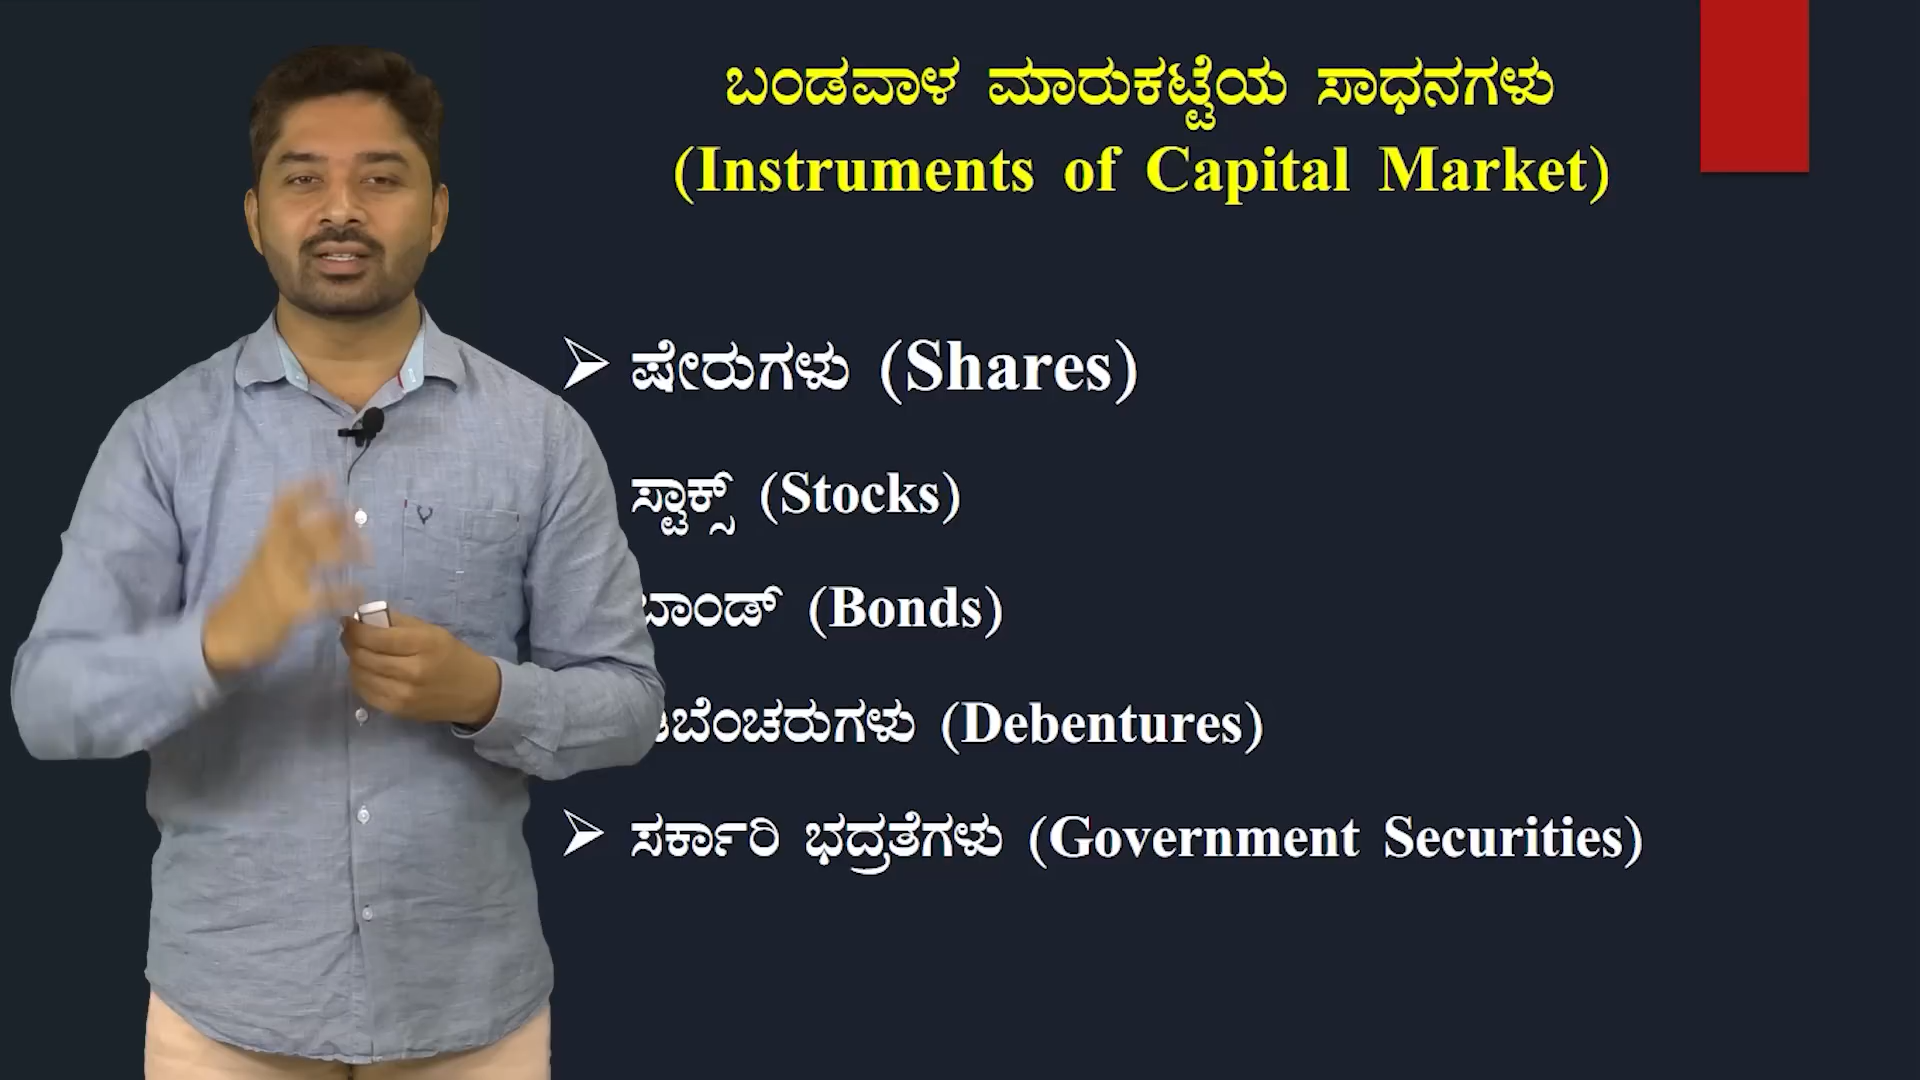 ಬಂಡವಾಳ ಮಾರುಕಟ್ಟೆಯ ಸಾಧನಗಳು
(Instruments of Capital Market)
ಷೇರುಗಳು (Shares)
ಸ್ಟಾಕ್ಸ್ (Stocks)
ಬಾಂಡ್ (Bonds)
(Debentures)
ಸರ್ಕಾರಿ ಭದ್ರತೆಗಳು (Government Securities)